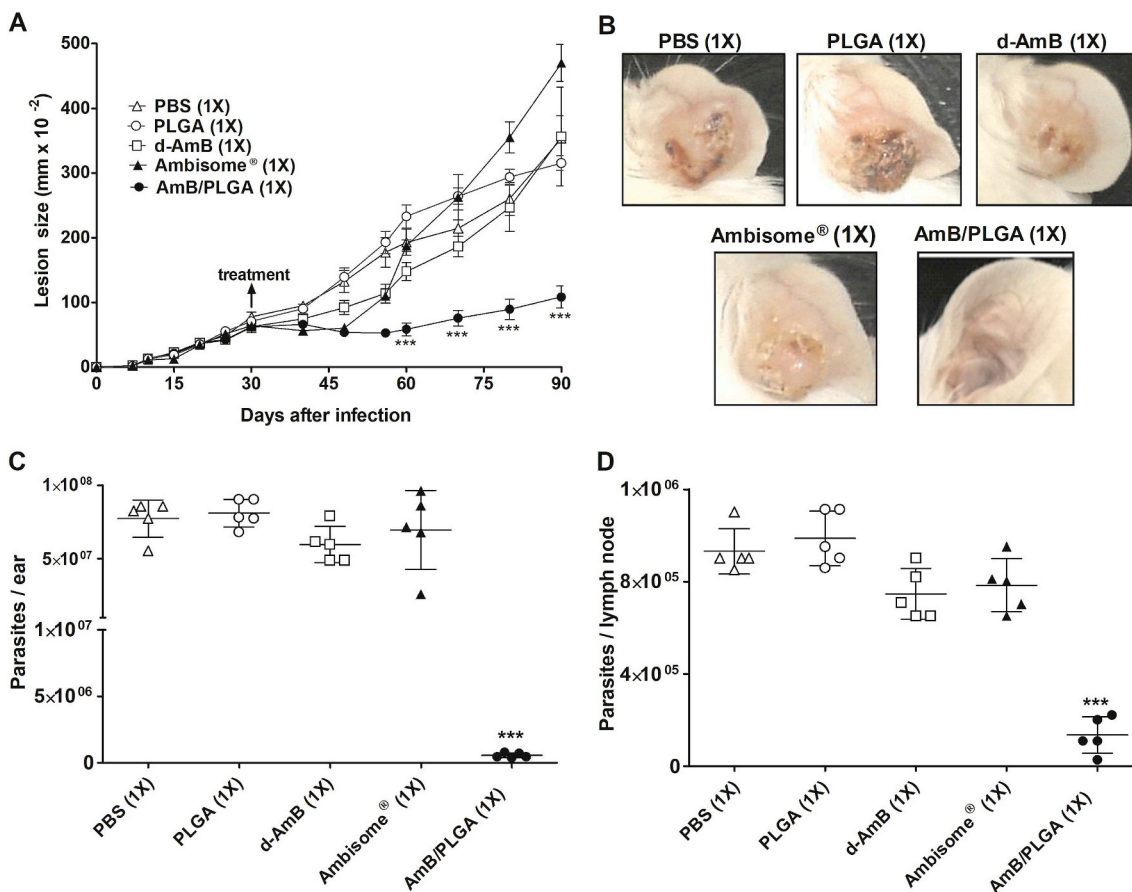 A
500
400
300
200
100
0
Lesion size (mm x 10⁻²)
PBS (1X)
PLGA (1X)
d-AmB (1X)
Ambisome® (1X)
AmB/PLGA (1X)
treatment
***
***
***
***
0
15
30
45
60
75
90
Days after infection
B
PBS (1X)
PLGA (1X)
d-AmB (1X)
Ambisome® (1X)
AmB/PLGA (1X)
C
1×10⁰⁸
5×10⁰⁷
1×10⁰⁷
5×10⁰⁶
0
Parasites / ear
***
PBS (1X)
PLGA (1X)
d-AmB (1X)
Ambisome® (1X)
AmB/PLGA (1X)
D
1×10⁰⁶
8×10⁰⁵
4×10⁰⁵
0
Parasites / lymph node
***
PBS (1X)
PLGA (1X)
d-AmB (1X)
Ambisome® (1X)
AmB/PLGA (1X)